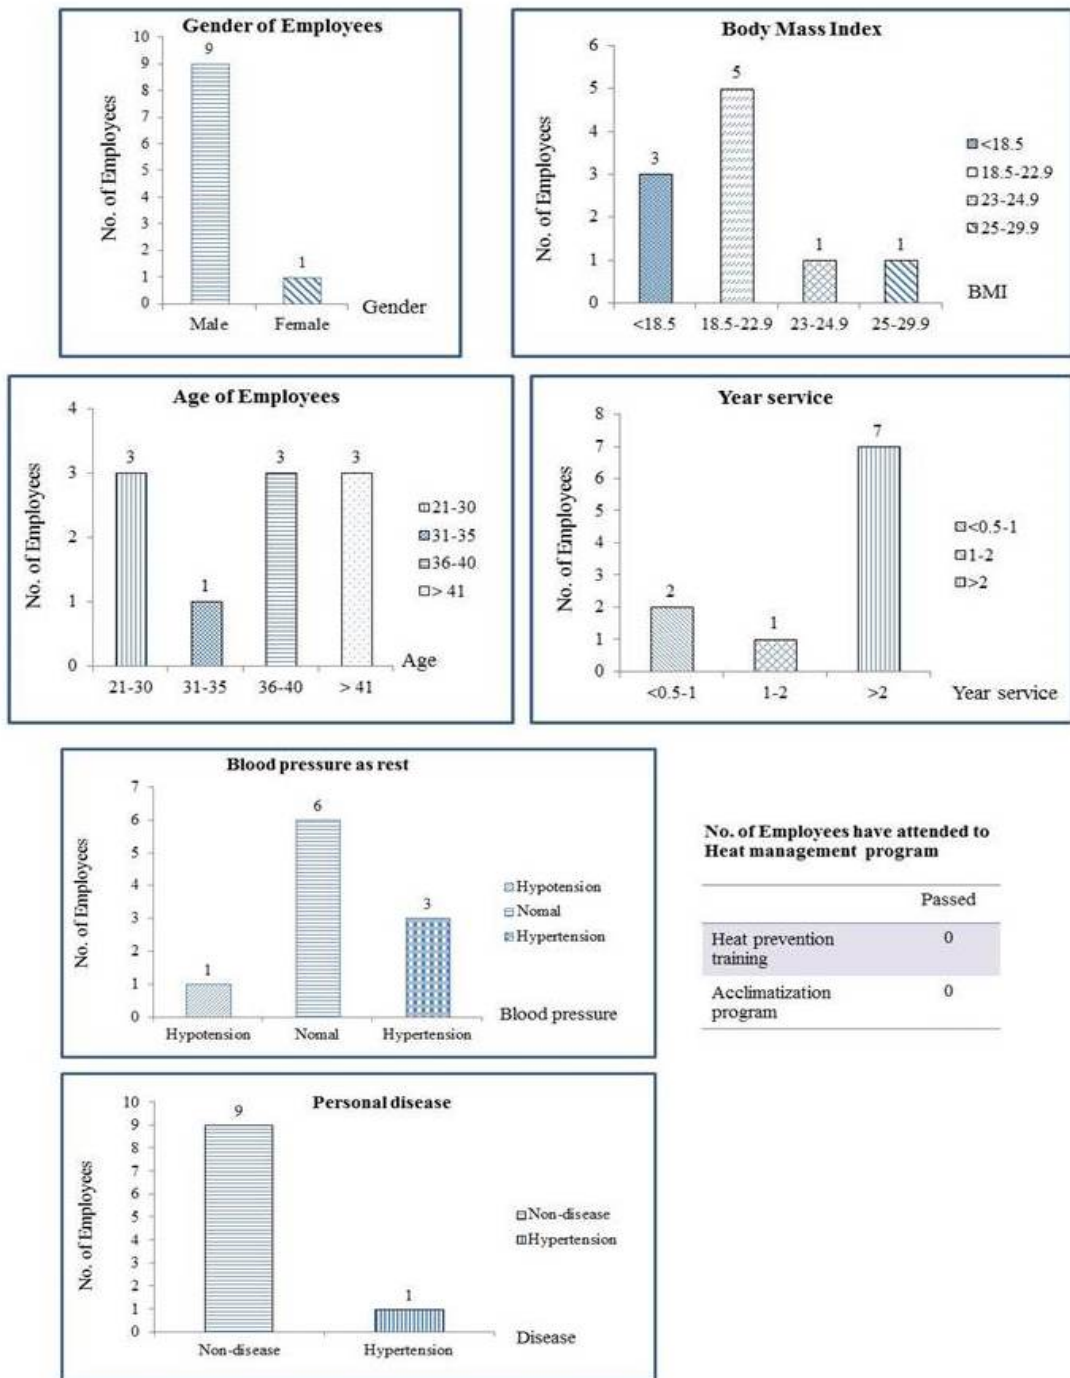 Gender of Employees
No. of Employees
10
9
8
7
6
5
4
3
2
1
0
9
1
Male Female
Gender
Body Mass Index
No. of Employees
6
5
4
3
2
1
0
3
5
1
1
<18.5 18.5-22.9 23-24.9 25-29.9
<18.5
18.5-22.9
23-24.9
25-29.9
BMI
Age of Employees
No. of Employees
4
3
2
1
0
3
1
3
3
21-30 31-35 36-40 > 41
21-30
31-35
36-40
> 41
Age
Year service
No. of Employees
8
7
6
5
4
3
2
1
0
2
1
7
<0.5-1 1-2 >2
<0.5-1
1-2
>2
Year service
Blood pressure as rest
No. of Employees
7
6
5
4
3
2
1
0
1
6
3
Hypotension Nomal Hypertension
Hypotension
Nomal
Hypertension
Blood pressure
No. of Employees have attended to
Heat management program
Passed
Heat prevention 0
training
Acclimatization 0
program
Personal disease
No. of Employees
10
9
8
7
6
5
4
3
2
1
0
9
1
Non-disease Hypertension
Non-disease
Hypertension
Disease